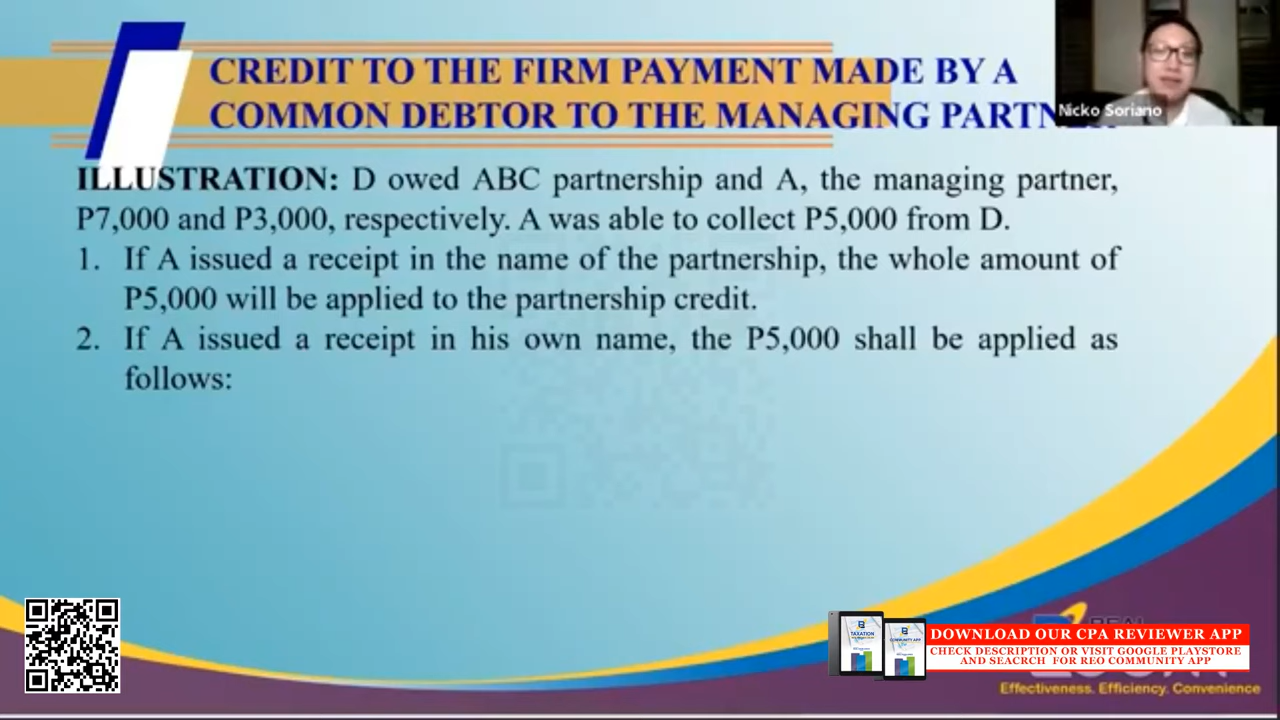 CREDIT TO THE FIRM PAYMENT MADE BY A
COMMON DEBTOR TO THE MANAGING
Nicko Soriano
ILLUSTRATION: D owed ABC partnership and A, the managing partner,
P7,000 and P3,000, respectively. A was able to collect P5,000 from D.
1. If A issued a receipt in the name of the partnership, the whole amount of
P5,000 will be applied to the partnership credit.
2. If A issued a receipt in his own name, the P5,000 shall be applied as
follows:
TAXATION
COMMUNITY APP
DOWNLOAD OUR CPA REVIEWER APP
CHECK DESCRIPTION OR VISIT GOOGLE PLAYSTORE
AND SEACRCH FOR REO COMMUNITY APP
Effectiveness. Efficiency. Convenience